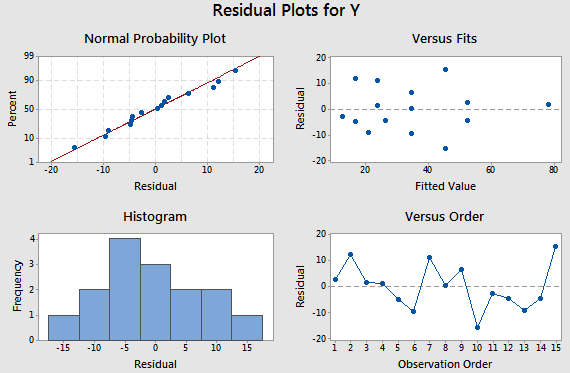 Residual Plots for Y
Normal Probability Plot
99
90
50
10
1
Percent
-20 -10 0 10 20
Residual
Versus Fits
20
10
0
-10
-20
Residual
20 40 60 80
Fitted Value
Histogram
4
3
2
1
0
Frequency
-15 -10 -5 0 5 10 15
Residual
Versus Order
20
10
0
-10
-20
Residual
1 2 3 4 5 6 7 8 9 10 11 12 13 14 15
Observation Order